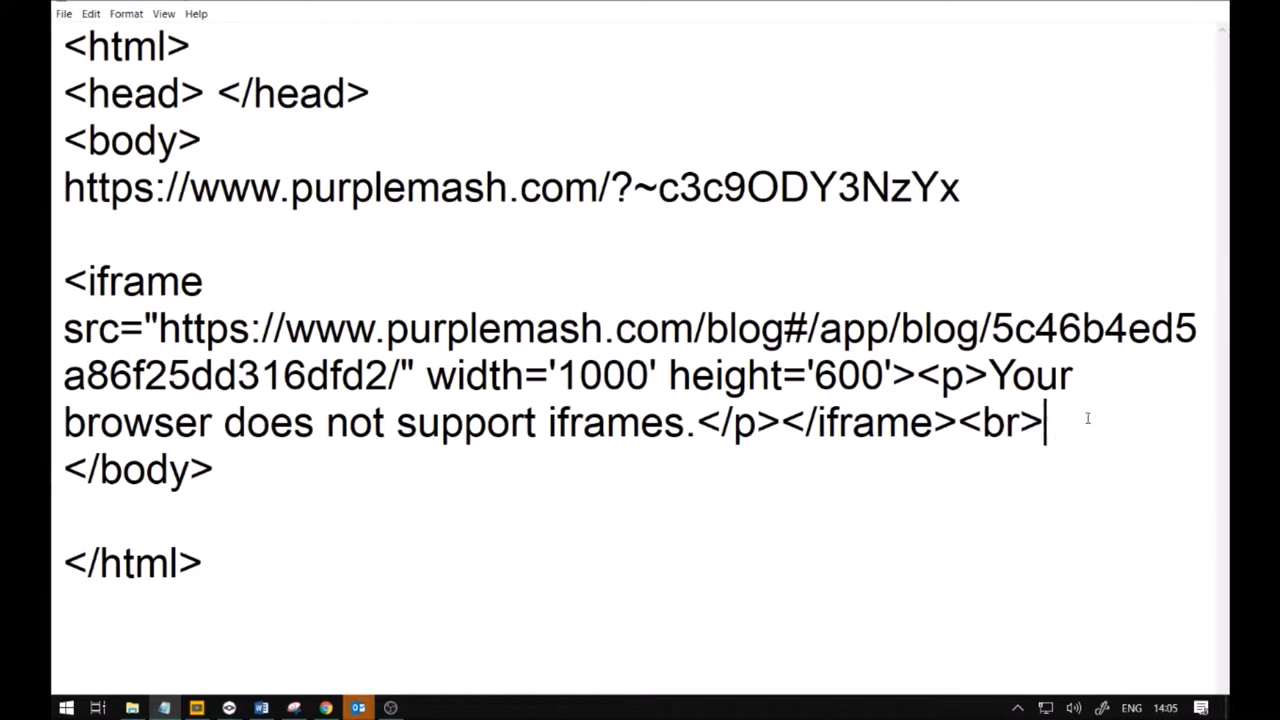 File Edit Format View Help
<html>
<head> </head>
<body>
https://www.purplemash.com/?~c3c9ODY3NzYx
<iframe
src="https://www.purplemash.com/blog#/app/blog/5c46b4ed5
a86f25dd316dfd2/" width='1000' height='600'><p>Your
browser does not support iframes.</p></iframe><br>
</body>
</html>
ENG 14:05